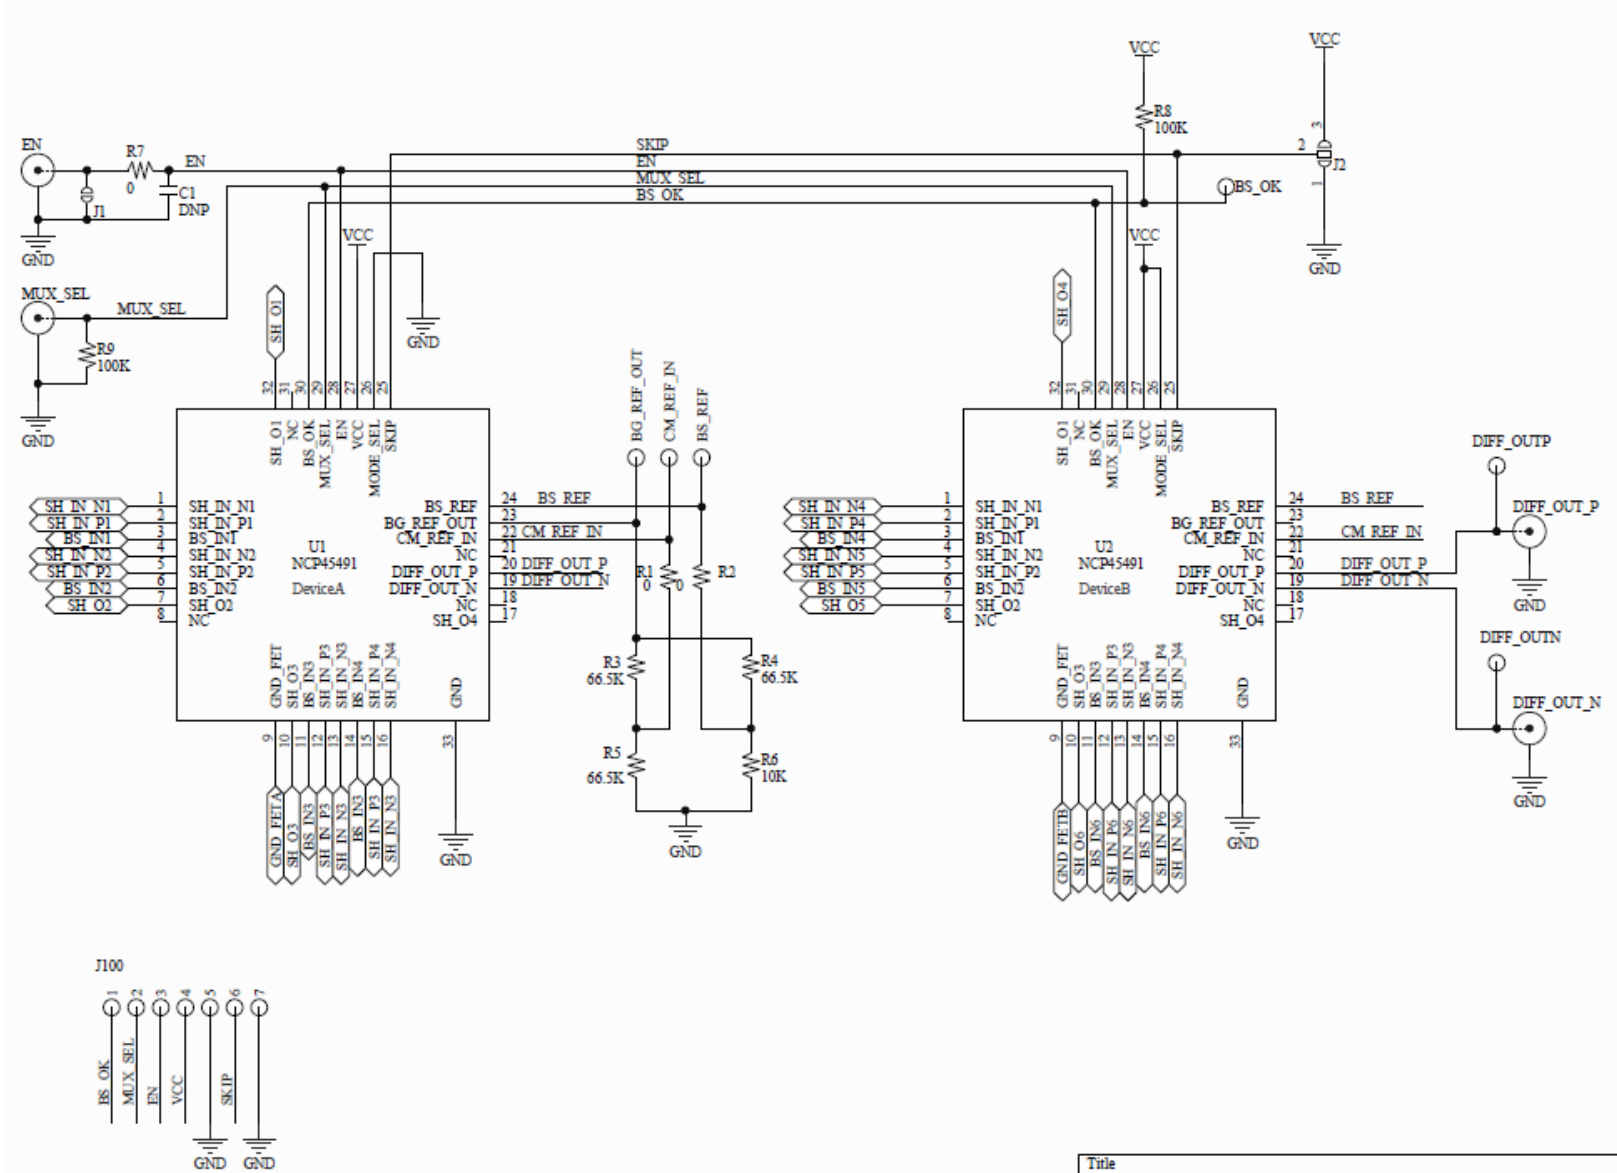 VCC
VCC
R8
100K
3
2
J2
1
GND
EN
R7
0
EN
C1
DNP
J1
GND
SKIP
EN
MUX_SEL
BS_OK
BS_OK
VCC
VCC
MUX_SEL
MUX_SEL
R9
100K
GND
GND
SH_O1
SH_O4
32 31 30 29 28 27 26 25
SH_O1 NC BS_OK MUX_SEL EN VCC MODE_SEL SKIP
BG_REF_OUT CM_REF_IN BS_REF
32 31 30 29 28 27 26 25
SH_O1 NC BS_OK MUX_SEL EN VCC MODE_SEL SKIP
SH_IN_N1 1 SH_IN_N1
SH_IN_P1 2 SH_IN_P1
BS_IN1 3 BS_IN1
SH_IN_N2 4 SH_IN_N2
SH_IN_P2 5 SH_IN_P2
BS_IN2 6 BS_IN2
SH_O2 7 SH_O2
8 NC
U1
NCP45491
DeviceA
BS_REF 24 BS_REF
BG_REF_OUT 23
CM_REF_IN 22 CM_REF_IN
NC 21
DIFF_OUT_P 20 DIFF_OUT_P
DIFF_OUT_N 19 DIFF_OUT_N
NC 18
SH_O4 17
GND_FET SH_O3 BS_IN3 SH_IN_P3 SH_IN_N3 BS_IN4 SH_IN_P4 SH_IN_N4 GND
9 10 11 12 13 14 15 16 33
GND_FETA SH_O3 BS_IN3 SH_IN_P3 SH_IN_N3 BS_IN3 SH_IN_P3 SH_IN_N3
GND
R1
0
0
R2
R3
66.5K
R4
66.5K
R5
66.5K
R6
10K
GND
SH_IN_N4 1 SH_IN_N1
SH_IN_P4 2 SH_IN_P1
BS_IN4 3 BS_IN1
SH_IN_N5 4 SH_IN_N2
SH_IN_P5 5 SH_IN_P2
BS_IN5 6 BS_IN2
SH_O5 7 SH_O2
8 NC
U2
NCP45491
DeviceB
BS_REF 24 BS_REF
BG_REF_OUT 23
CM_REF_IN 22 CM_REF_IN
NC 21
DIFF_OUT_P 20 DIFF_OUT_P
DIFF_OUT_N 19 DIFF_OUT_N
NC 18
SH_O4 17
GND_FET SH_O3 BS_IN3 SH_IN_P3 SH_IN_N3 BS_IN4 SH_IN_P4 SH_IN_N4 GND
9 10 11 12 13 14 15 16 33
GND_FETB SH_O6 BS_IN6 SH_IN_P6 SH_IN_N6 BS_IN6 SH_IN_P6 SH_IN_N6
GND
DIFF_OUTP
DIFF_OUT_P
GND
DIFF_OUTN
DIFF_OUT_N
GND
J100
1 2 3 4 5 6 7
BS_OK MUX_SEL EN VCC SKIP
GND GND
Title